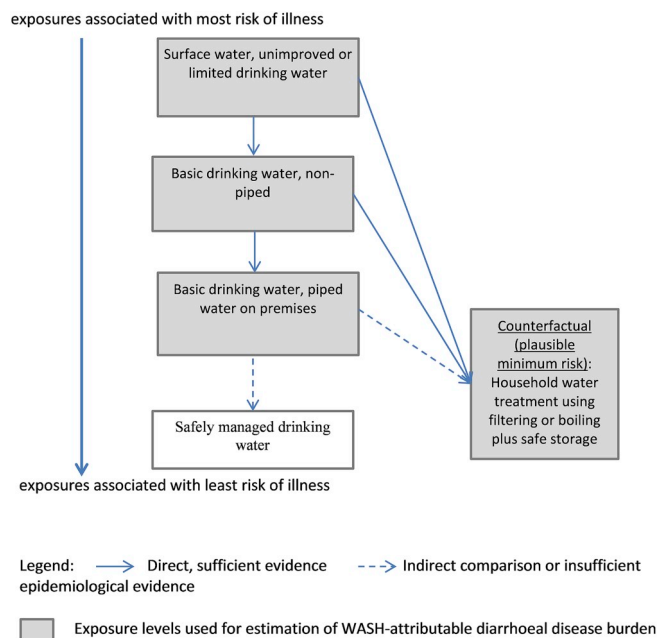 exposures associated with most risk of illness
Surface water, unimproved or
limited drinking water
Basic drinking water, non-
piped
Basic drinking water, piped
water on premises
Counterfactual
(plausible
minimum risk):
Household water
treatment using
filtering or boiling
plus safe storage
Safely managed drinking
water
exposures associated with least risk of illness
Legend: Direct, sufficient evidence Indirect comparison or insufficient
epidemiological evidence
Exposure levels used for estimation of WASH-attributable diarrhoeal disease burden